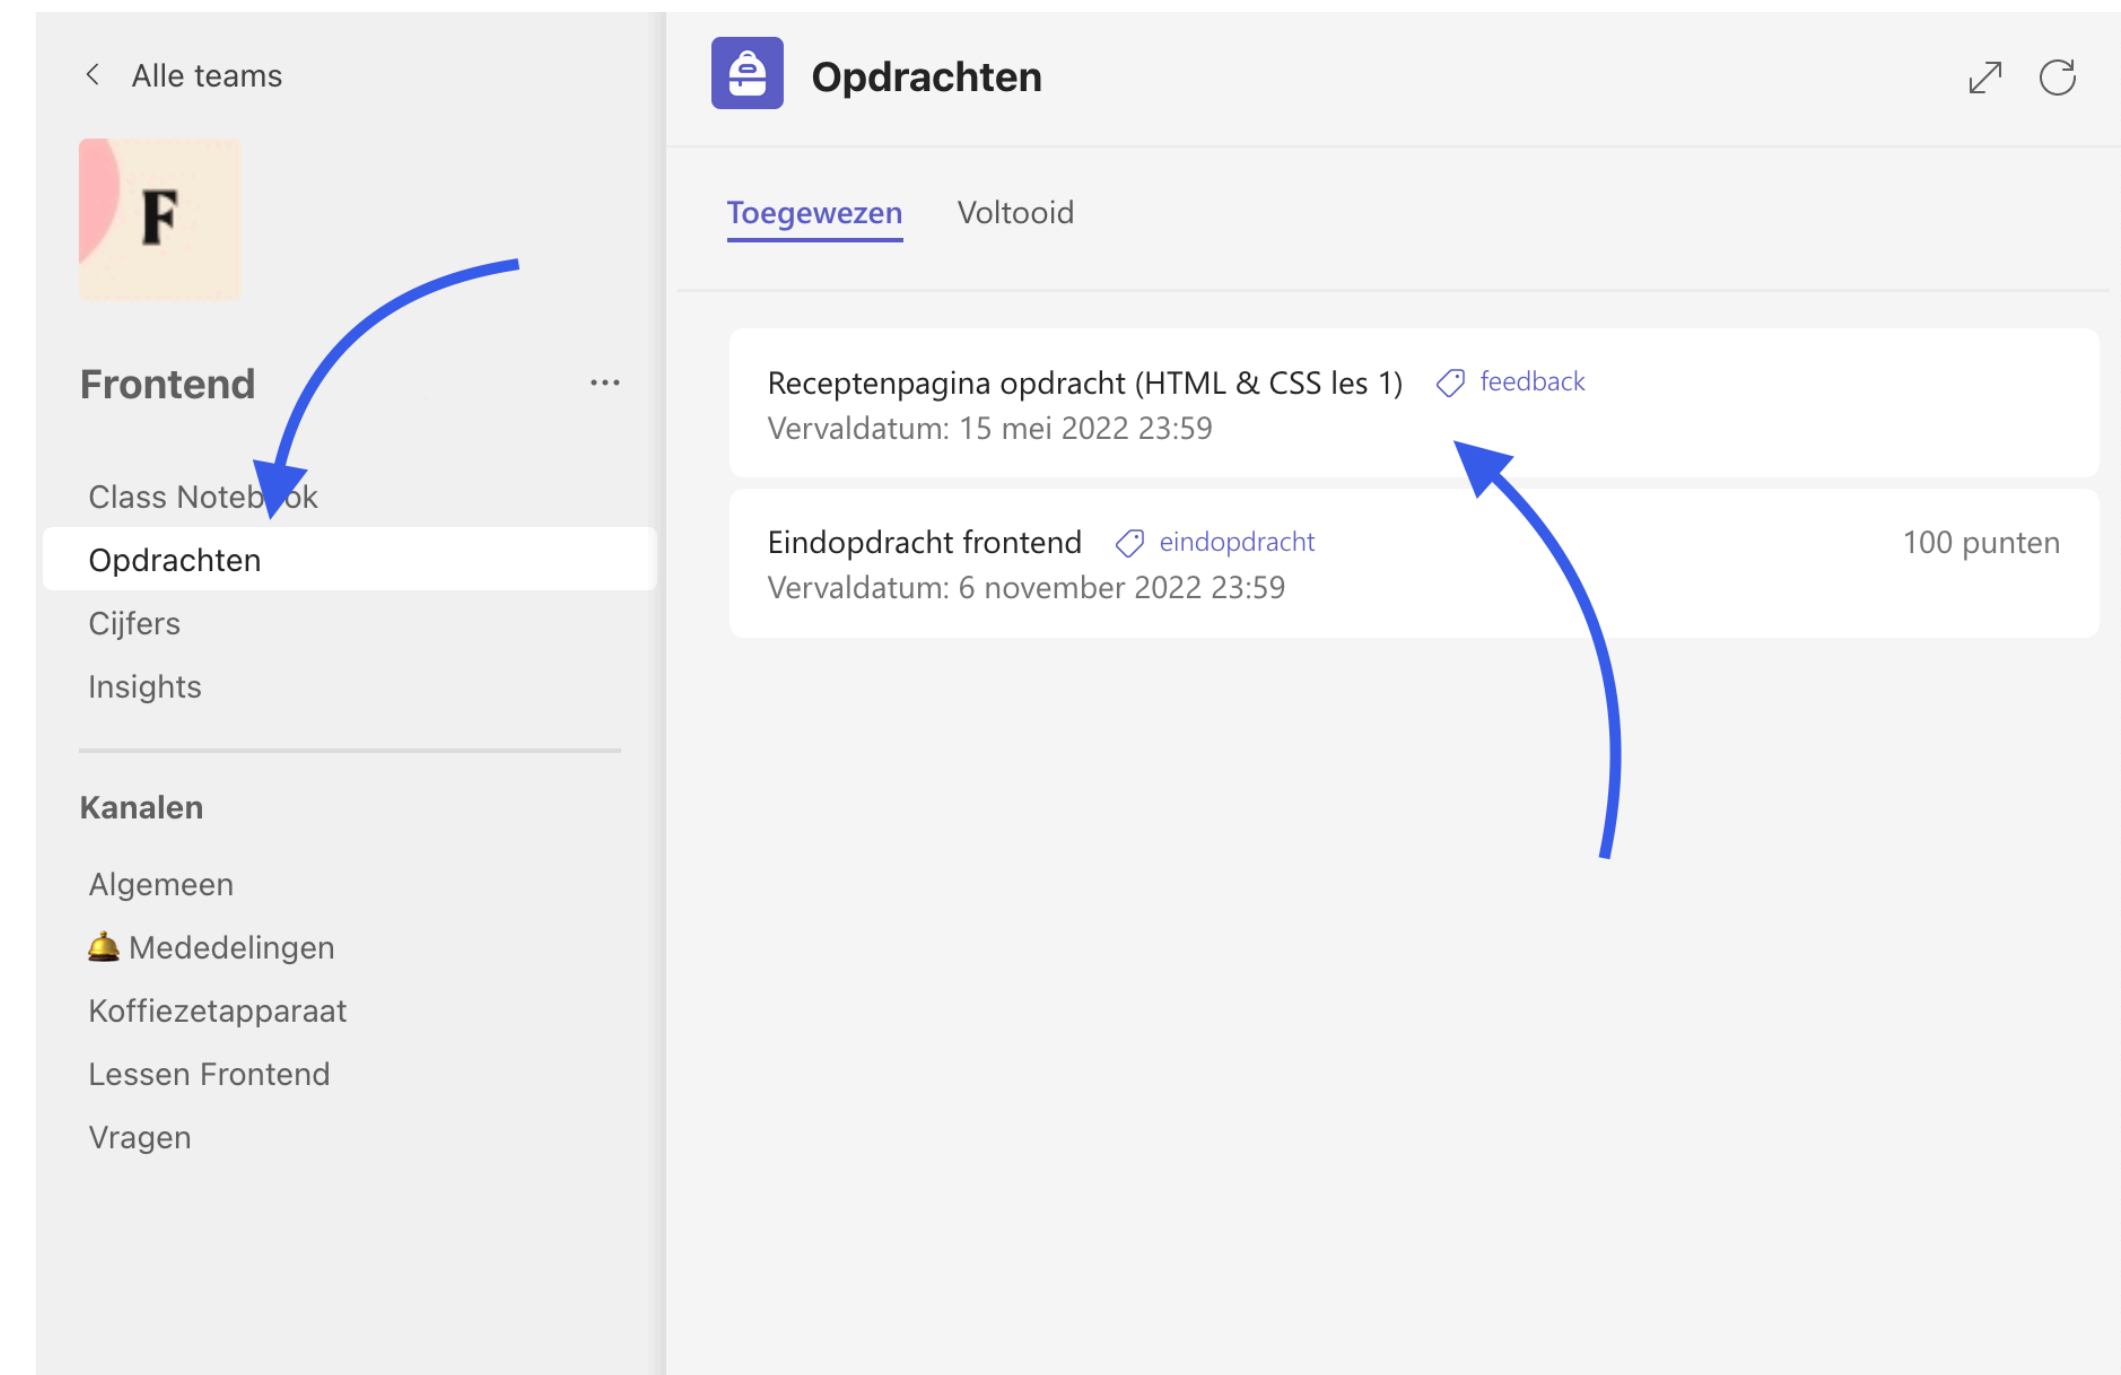 Alle teams
F
Frontend
Class Notebook
Opdrachten
Cijfers
Insights
Kanalen
Algemeen
Mededelingen
Koffiezetapparaat
Lessen Frontend
Vragen
Opdrachten
Toegewezen Voltooid
Receptenpagina opdracht (HTML & CSS les 1) feedback
Vervaldatum: 15 mei 2022 23:59
Eindopdracht frontend eindopdracht 100 punten
Vervaldatum: 6 november 2022 23:59